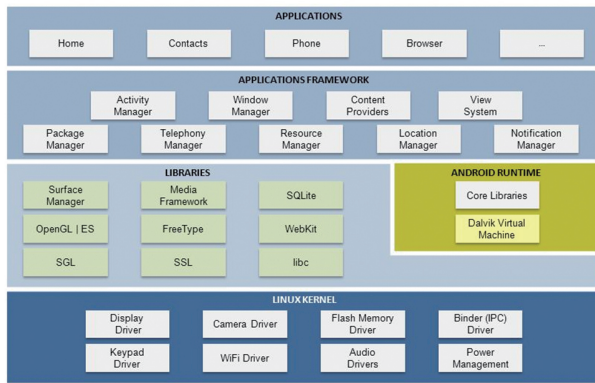 APPLICATIONS
Home
Contacts
Phone
Browser
...
APPLICATIONS FRAMEWORK
Activity
Manager
Window
Manager
Content
Providers
View
System
Package
Manager
Telephony
Manager
Resource
Manager
Location
Manager
Notification
Manager
LIBRARIES
Surface
Manager
Media
Framework
SQLite
OpenGL | ES
FreeType
WebKit
SGL
SSL
libc
ANDROID RUNTIME
Core Libraries
Dalvik Virtual
Machine
LINUX KERNEL
Display
Driver
Camera Driver
Flash Memory
Driver
Binder (IPC)
Driver
Keypad
Driver
WiFi Driver
Audio
Drivers
Power
Management